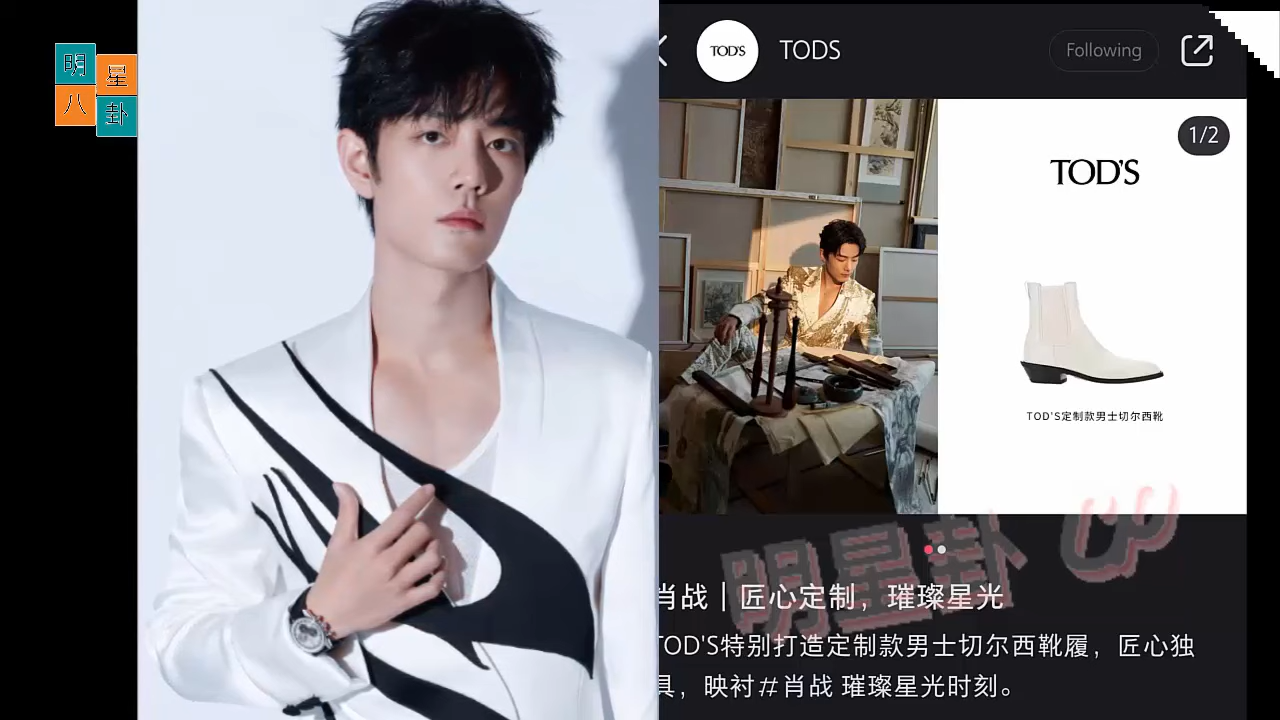 明星
八卦
TOD'S
TODS
Following
1/2
TOD'S
TOD'S定制款男士切尔西靴
明星八卦
肖战｜匠心定制，璀璨星光
TOD'S特别打造定制款男士切尔西靴履，匠心独
具，映衬#肖战 璀璨星光时刻。